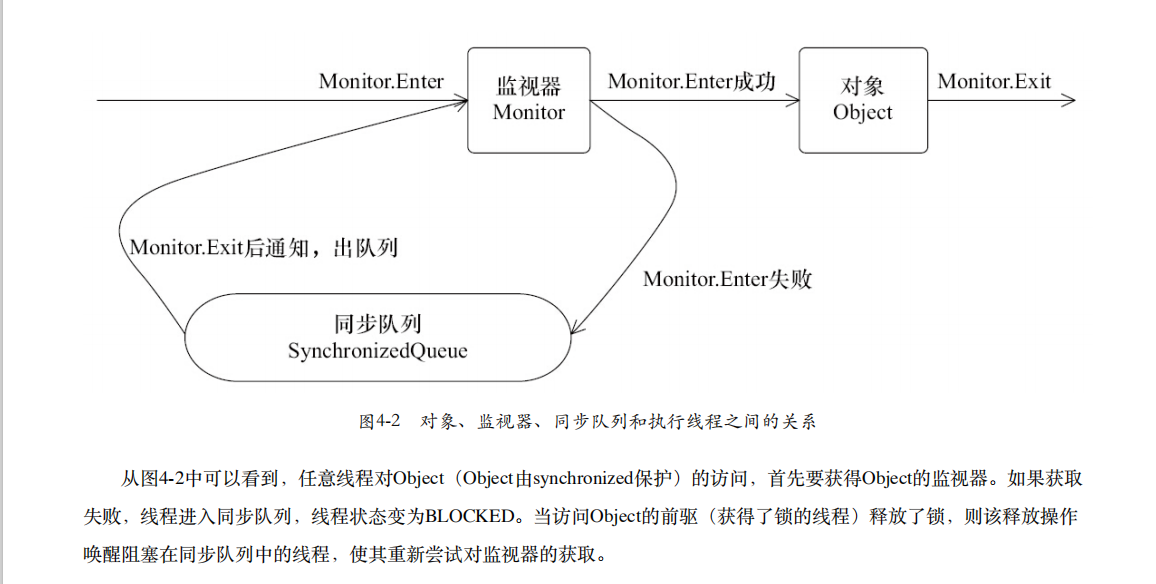 Monitor.Enter
监视器
Monitor
Monitor.Enter成功
对象
Object
Monitor.Exit
Monitor.Exit后通知，出队列
Monitor.Enter失败
同步队列
SynchronizedQueue
图4-2 对象、监视器、同步队列和执行线程之间的关系
从图4-2中可以看到，任意线程对Object（Object由synchronized保护）的访问，首先要获得Object的监视器。如果获取
失败，线程进入同步队列，线程状态变为BLOCKED。当访问Object的前驱（获得了锁的线程）释放了锁，则该释放操作
唤醒阻塞在同步队列中的线程，使其重新尝试对监视器的获取。